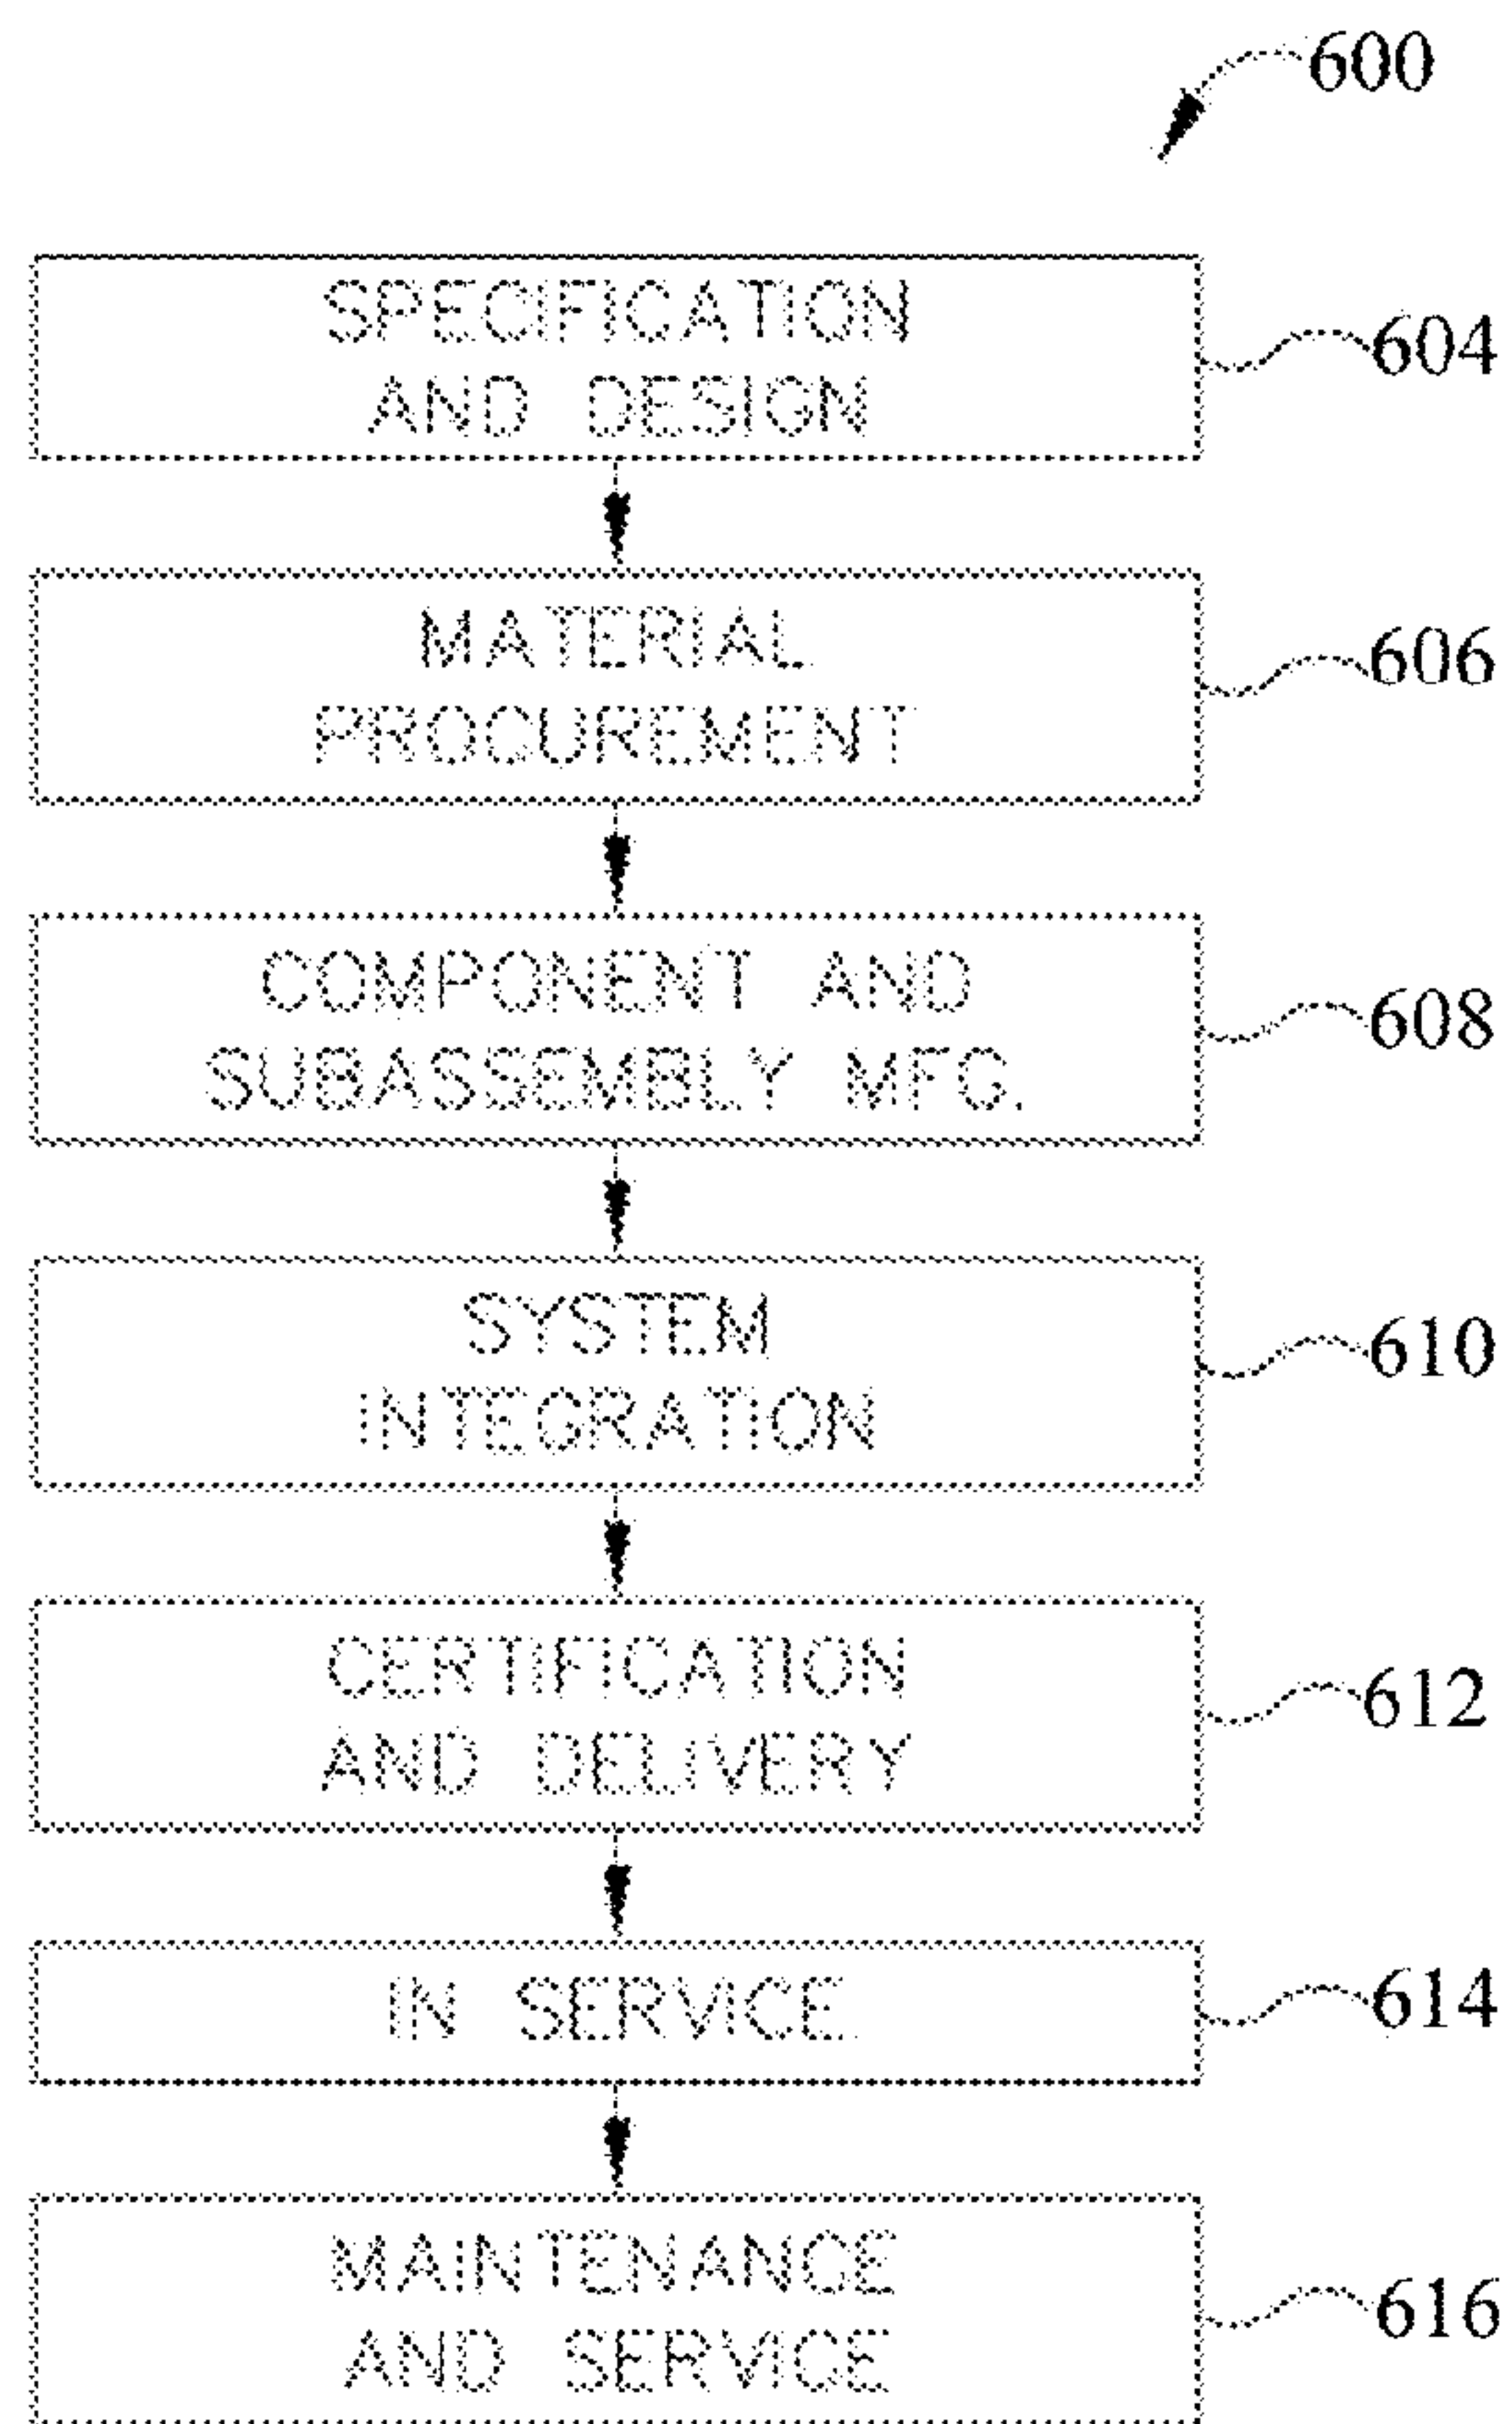 600
SPECIFICATION
AND DESIGN
604
MATERIAL
PROCUREMENT
606
COMPONENT AND
SUBASSEMBLY MFG.
608
SYSTEM
INTEGRATION
610
CERTIFICATION
AND DELIVERY
612
IN SERVICE
614
MAINTENANCE
AND SERVICE
616